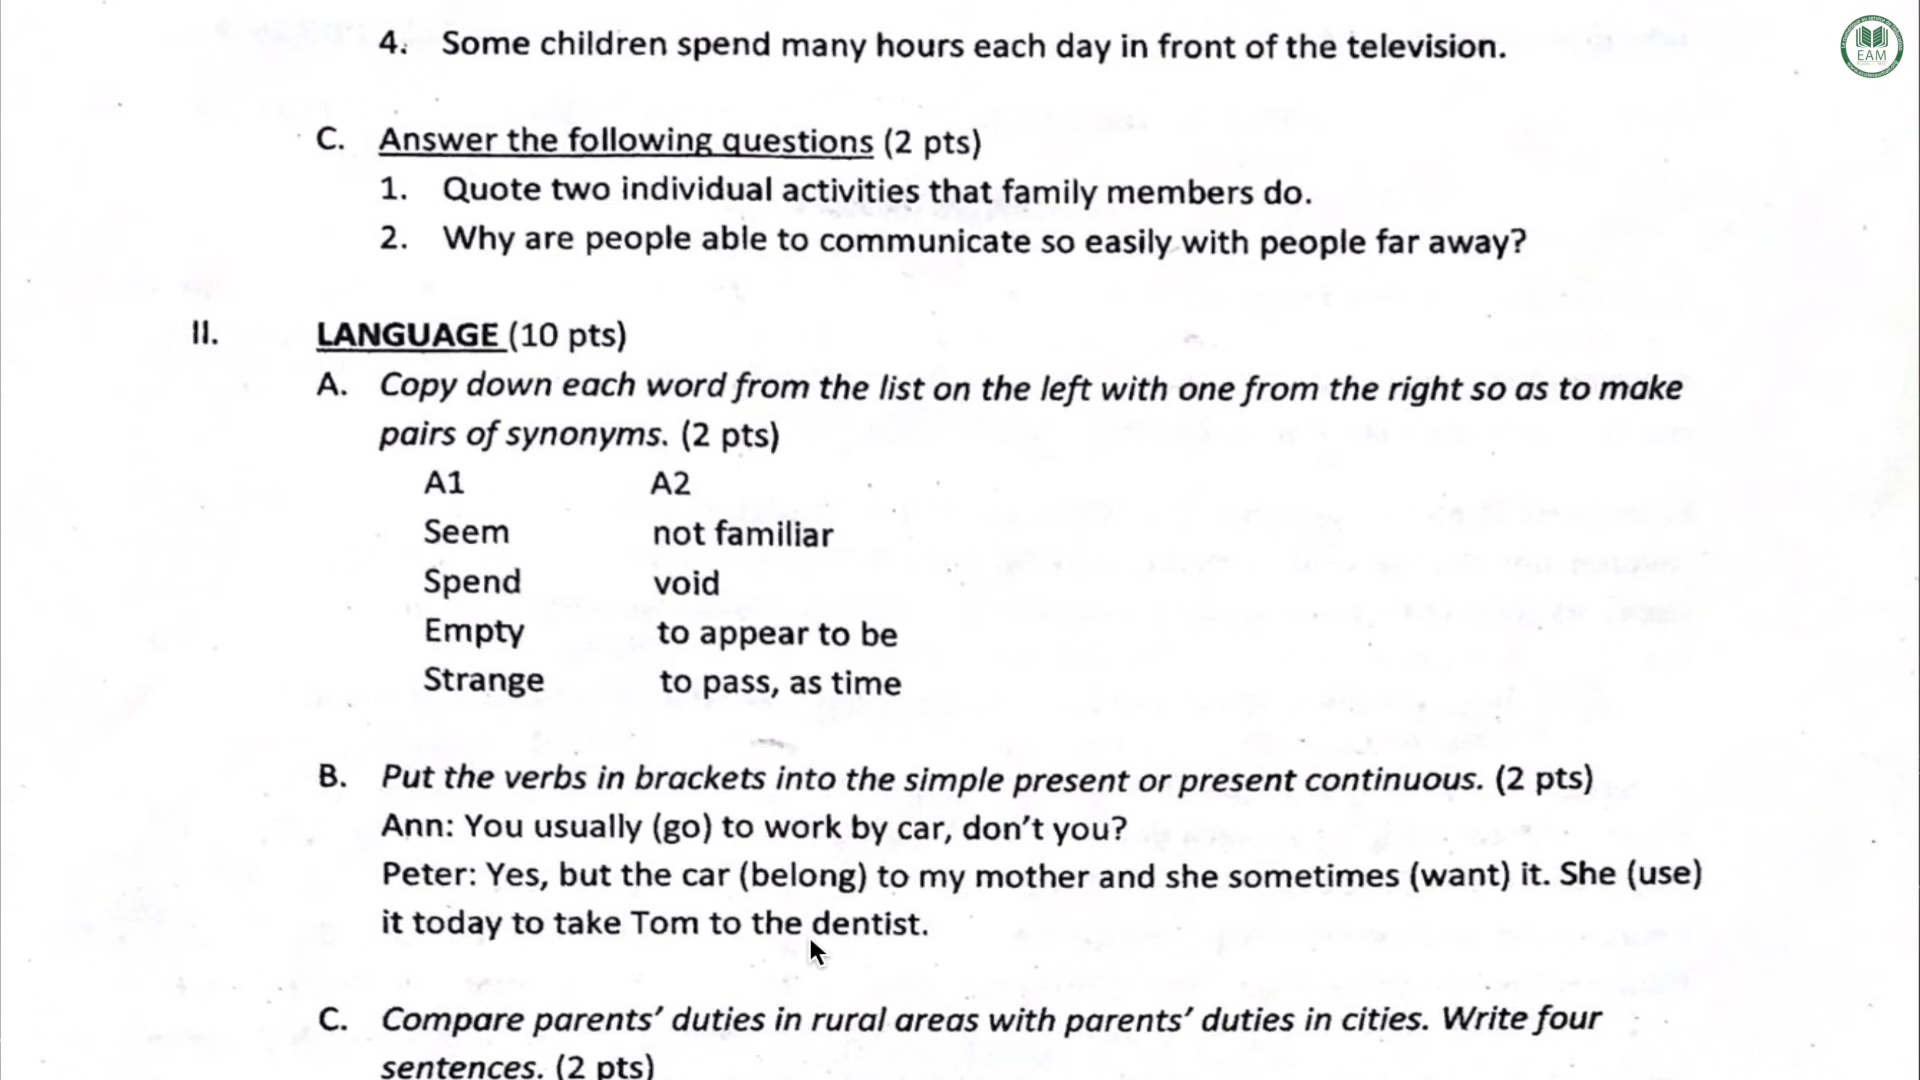 4. Some children spend many hours each day in front of the television.
EAM
C. Answer the following questions (2 pts)
1. Quote two individual activities that family members do.
2. Why are people able to communicate so easily with people far away?
II. LANGUAGE (10 pts)
A. Copy down each word from the list on the left with one from the right so as to make
pairs of synonyms. (2 pts)
A1 A2
Seem not familiar
Spend void
Empty to appear to be
Strange to pass, as time
B. Put the verbs in brackets into the simple present or present continuous. (2 pts)
Ann: You usually (go) to work by car, don't you?
Peter: Yes, but the car (belong) to my mother and she sometimes (want) it. She (use)
it today to take Tom to the dentist.
C. Compare parents' duties in rural areas with parents' duties in cities. Write four
sentences. (2 pts)